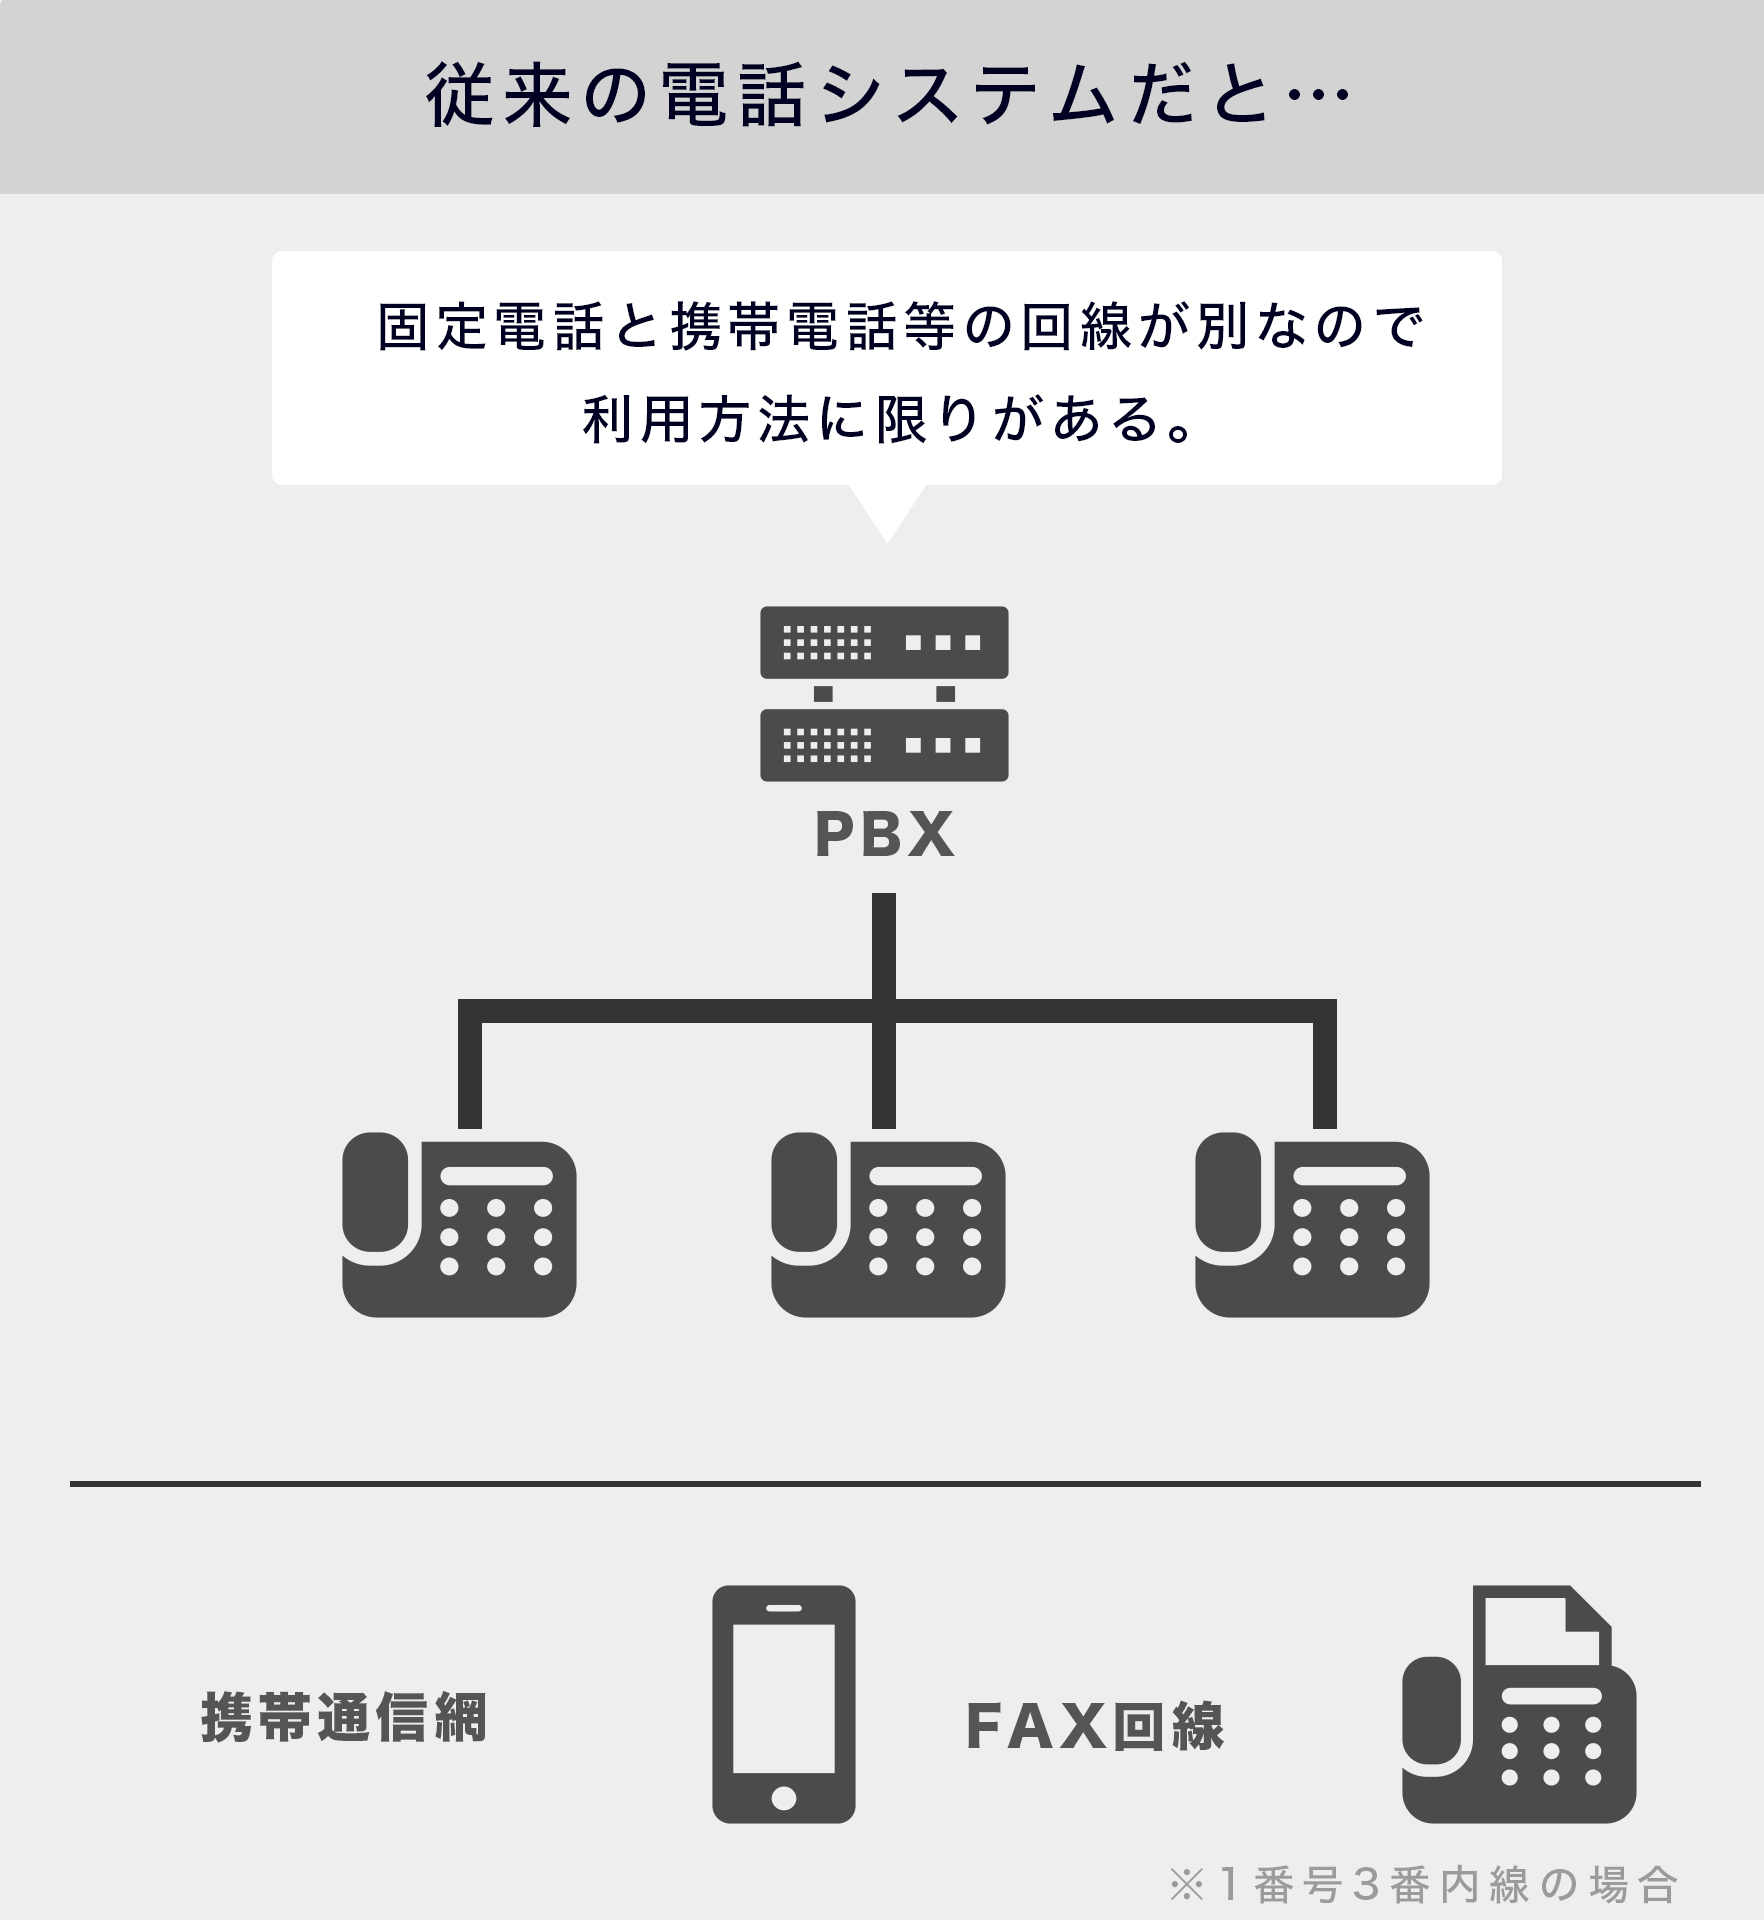 従来の電話システムだと…
固定電話と携帯電話等の回線が別なので
利用方法に限りがある。
PBX
携帯通信網
FAX回線
※1番号3番内線の場合